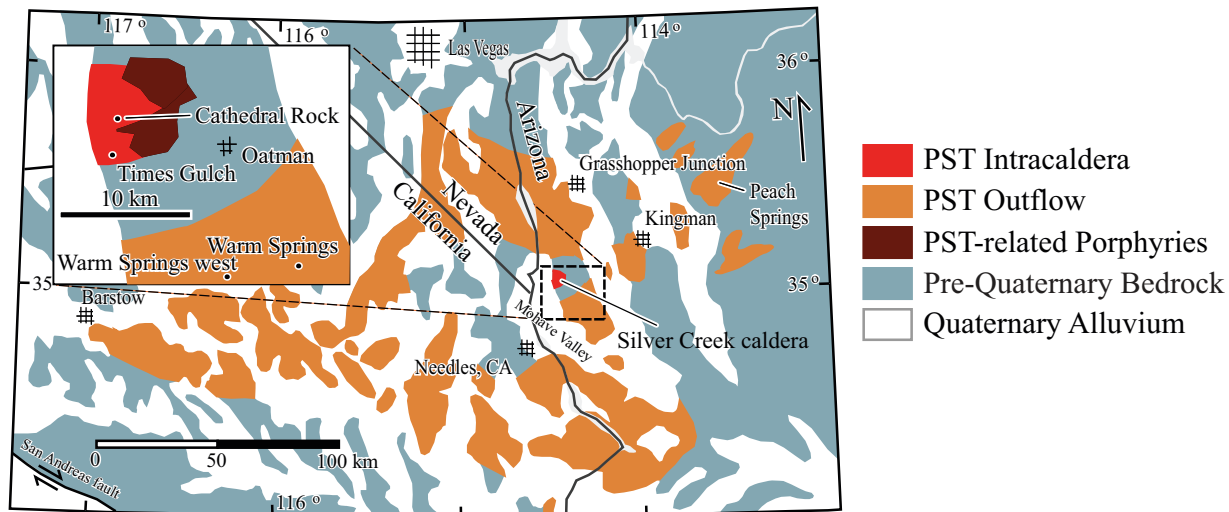 117 º
116 º
114 º
Las Vegas
36 º
N
Cathedral Rock
Oatman
Times Gulch
10 km
Warm Springs
Warm Springs west
Arizona
Nevada
California
Grasshopper Junction
Peach
Springs
Kingman
35
35 º
Barstow
Mohave Valley
Silver Creek caldera
Needles, CA
San Andreas fault
0
50
100 km
116 º
PST Intracaldera
PST Outflow
PST-related Porphyries
Pre-Quaternary Bedrock
Quaternary Alluvium